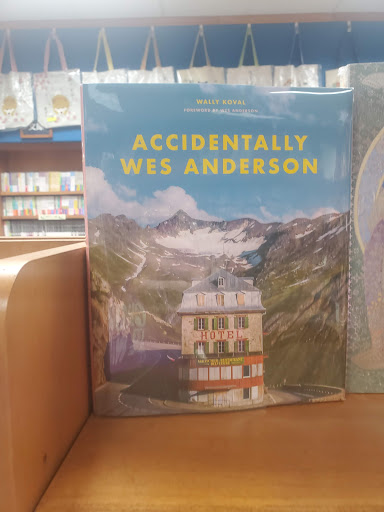 WALLY KOVAL
FOREWORD BY WES ANDERSON
ACCIDENTALLY
WES ANDERSON
HOTEL